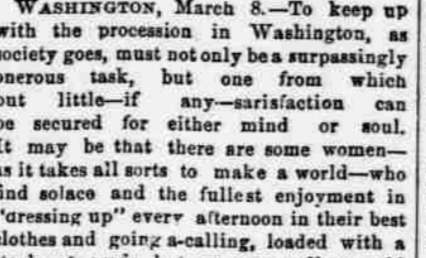 WASHINGTON, March 8.—To keep up
with the procession in Washington, as
society goes, must not only be a surpassingly
onerous task, but one from which
but little—if any—sarisfaction can
be secured for either mind or soul.
It may be that there are some women—
as it takes all sorts to make a world—who
find solace and the fullest enjoyment in
"dressing up" every afternoon in their best
clothes and going a-calling, loaded with a